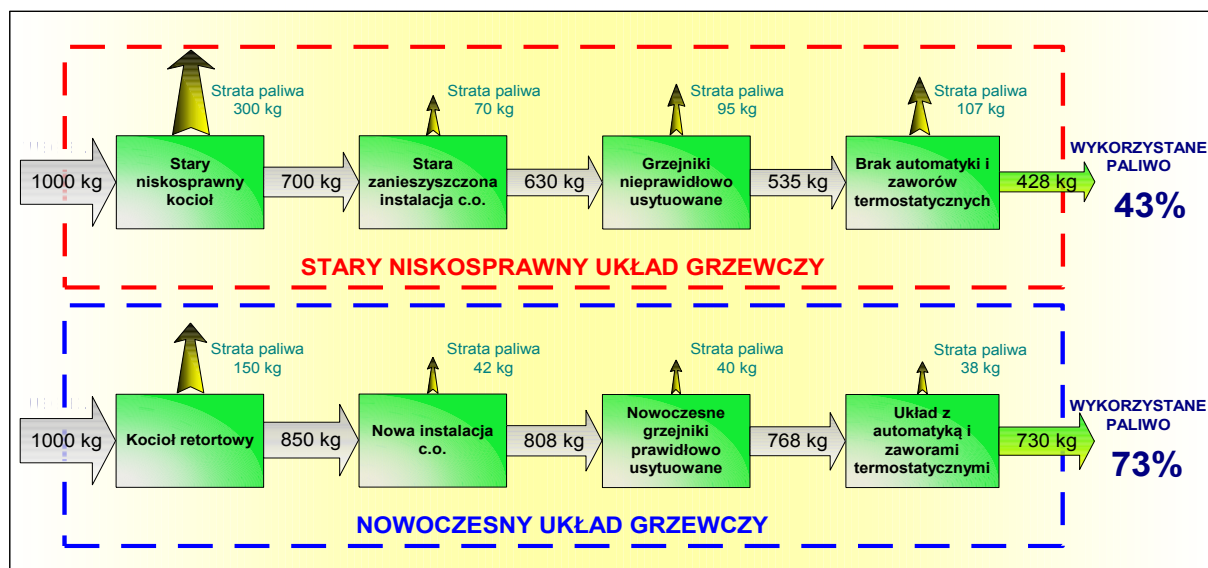 Strata paliwa
300 kg
Strata paliwa
70 kg
Strata paliwa
95 kg
Strata paliwa
107 kg
1000 kg
Stary
niskosprawny
kocioł
700 kg
Stara
zanieszyszczona
instalacja c.o.
630 kg
Grzejniki
nieprawidłowo
usytuowane
535 kg
Brak automatyki i
zaworów
termostatycznych
428 kg
WYKORZYSTANE
PALIWO
43%
STARY NISKOSPRAWNY UKŁAD GRZEWCZY
Strata paliwa
150 kg
Strata paliwa
42 kg
Strata paliwa
40 kg
Strata paliwa
38 kg
1000 kg
Kocioł retortowy
850 kg
Nowa instalacja
c.o.
808 kg
Nowoczesne
grzejniki
prawidłowo
usytuowane
768 kg
Układ z
automatyką i
zaworami
termostatycznymi
730 kg
WYKORZYSTANE
PALIWO
73%
NOWOCZESNY UKŁAD GRZEWCZY